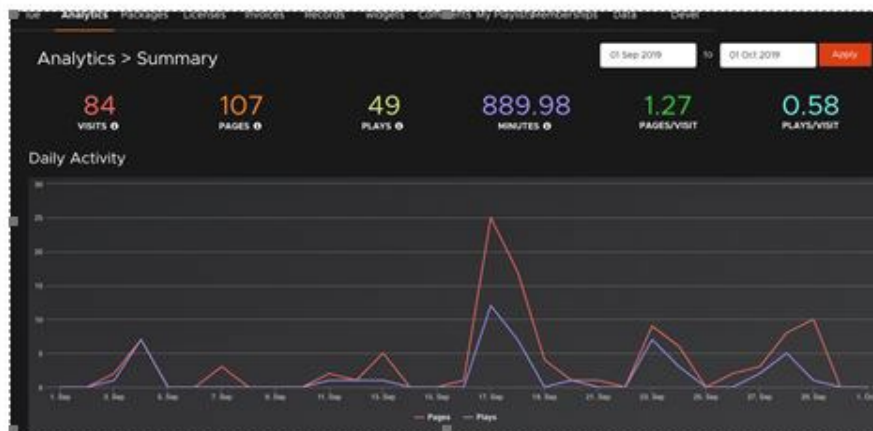 Analytics Packages Licenses Invoices Records Widgets My Playlists Memberships Data
Analytics > Summary
01 Sep 2019 to 01 Oct 2019 Apply
84 107 49 889.98 1.27 0.58
VISITS PAGES PLAYS MINUTES PAGES/VISIT PLAYS/VISIT
Daily Activity
30
25
20
15
10
5
0
1. Sep 3. Sep 5. Sep 7. Sep 9. Sep 11. Sep 13. Sep 15. Sep 17. Sep 19. Sep 21. Sep 23. Sep 25. Sep 27. Sep 29. Sep
Pages Plays